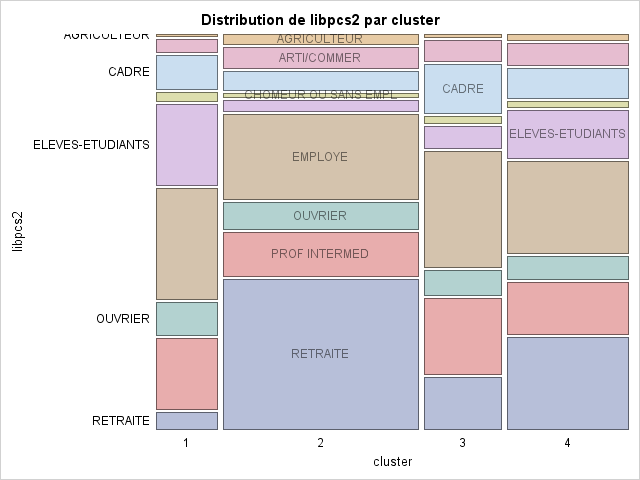 Distribution de libpcs2 par cluster
AGRICULTEUR
AGRICULTEUR
ARTI/COMMER
CADRE
CADRE
CHOMEUR OU SANS EMPL
ELEVES-ETUDIANTS
ELEVES-ETUDIANTS
EMPLOYE
OUVRIER
PROF INTERMED
OUVRIER
RETRAITE
RETRAITE
libpcs2
1 2 3 4
cluster